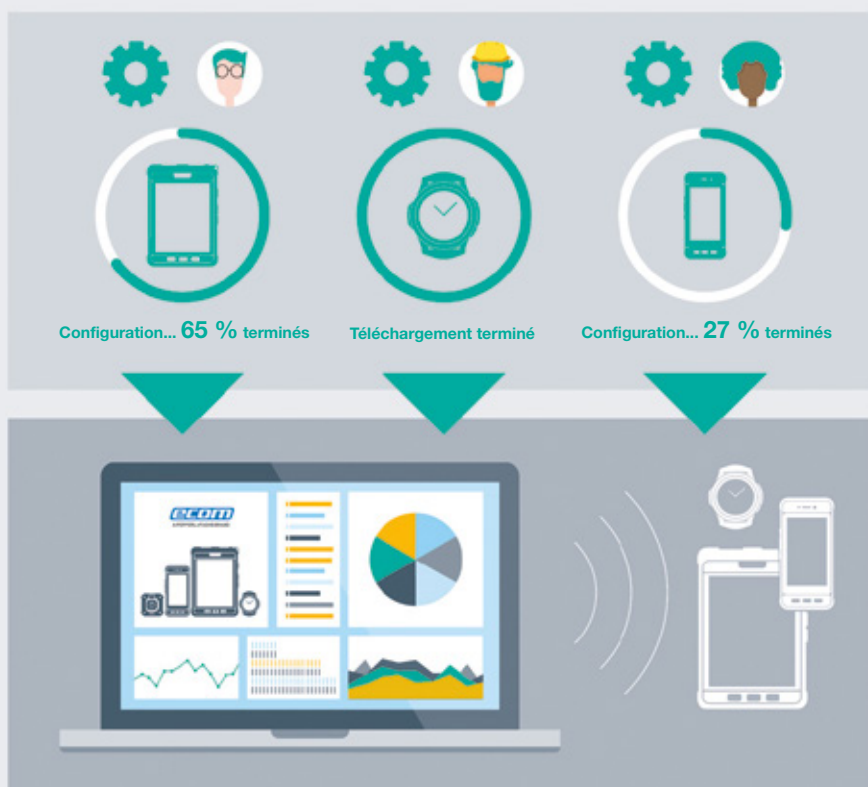 Configuration... 65 % terminés
Téléchargement terminé
Configuration... 27 % terminés
ecom